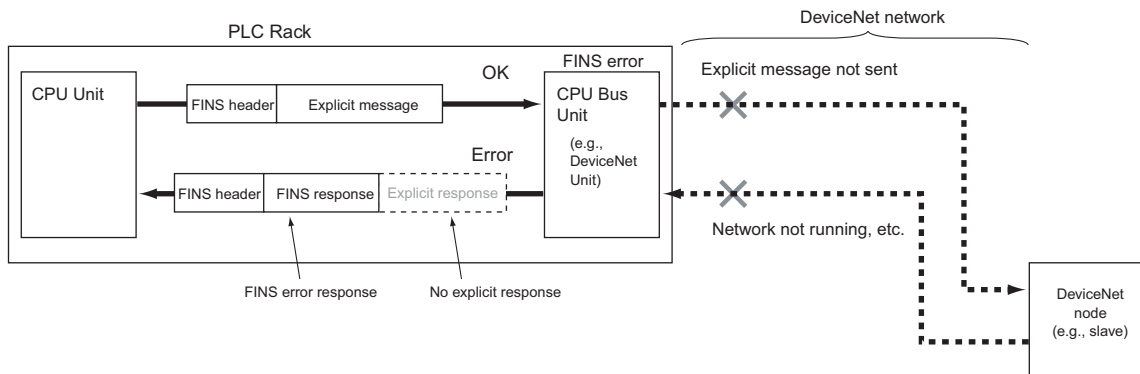 DeviceNet network
PLC Rack
FINS error
OK
Explicit message not sent
CPU Unit
FINS header
Explicit message
CPU Bus
Unit
(e.g.,
DeviceNet
Unit)
Error
FINS header
FINS response
Explicit response
Network not running, etc.
FINS error response
No explicit response
DeviceNet
node
(e.g., slave)